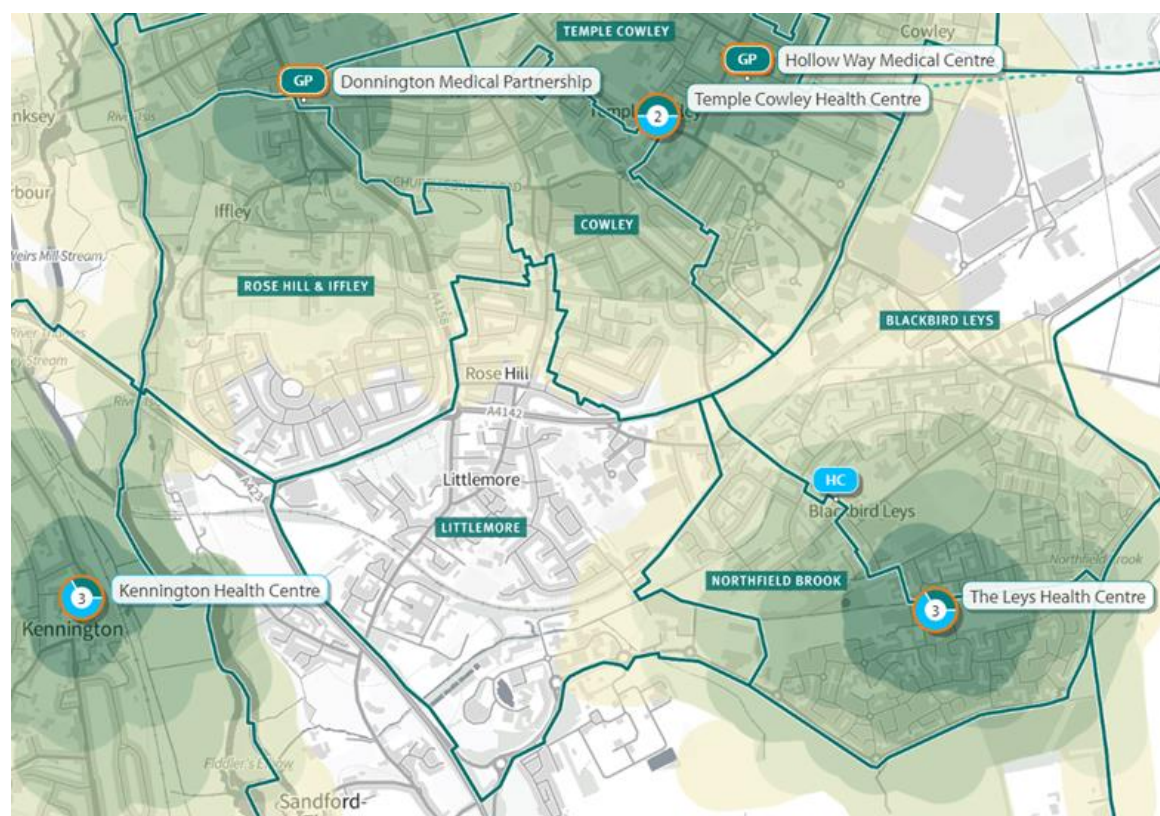 TEMPLE COWLEY
Cowley
GP
Hollow Way Medical Centre
GP
Donnington Medical Partnership
Temple Cowley Health Centre
2
River Isis
Iffley
COWLEY
Weirs Mill Stream
ROSE HILL & IFFLEY
A4158
BLACKBIRD LEYS
River Thames
Rose Hill
A4142
Littlemore
HC
Blackbird Leys
A423
LITTLEMORE
Northfield Brook
NORTHFIELD BROOK
Kennington Health Centre
3
The Leys Health Centre
3
Kennington
Fiddler's Elbow
Sandford-